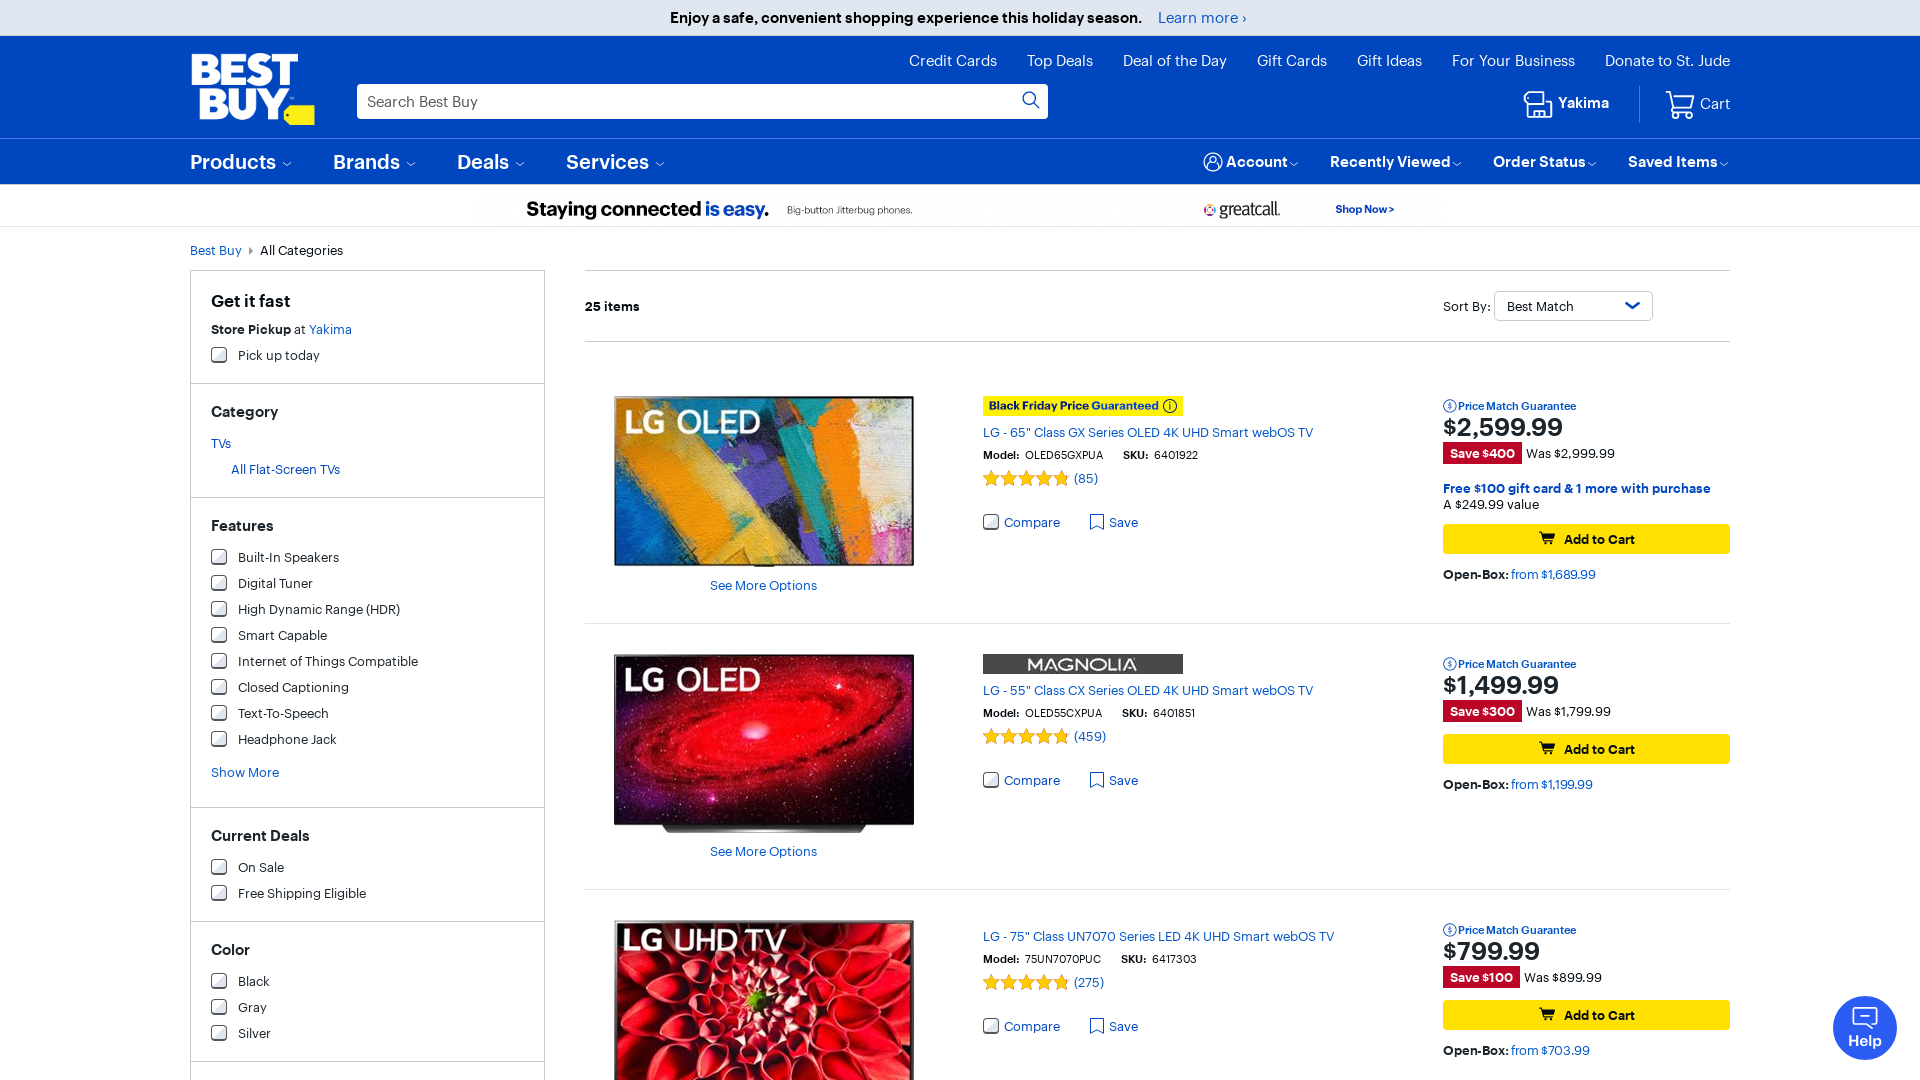 Enjoy a safe, convenient shopping experience this holiday season. Learn more ›
Credit Cards Top Deals Deal of the Day Gift Cards Gift Ideas For Your Business Donate to St. Jude
BEST
BUY
Search Best Buy
Yakima
Cart
Products Brands Deals Services Account Recently Viewed Order Status Saved Items
Staying connected is easy. Big-button Jitterbug phones. greatcall. Shop Now >
Best Buy All Categories
Get it fast
Store Pickup at Yakima
Pick up today
Category
TVs
All Flat-Screen TVs
Features
Built-In Speakers
Digital Tuner
High Dynamic Range (HDR)
Smart Capable
Internet of Things Compatible
Closed Captioning
Text-To-Speech
Headphone Jack
Show More
Current Deals
On Sale
Free Shipping Eligible
Color
Black
Gray
Silver
25 items
Sort By: Best Match
LG OLED
See More Options
Black Friday Price Guaranteed
LG - 65" Class GX Series OLED 4K UHD Smart webOS TV
Model: OLED65GXPUA SKU: 6401922
(85)
Compare Save
Price Match Guarantee
$2,599.99
Save $400 Was $2,999.99
Free $100 gift card & 1 more with purchase
A $249.99 value
Add to Cart
Open-Box: from $1,689.99
LG OLED
See More Options
MAGNOLIA
LG - 55" Class CX Series OLED 4K UHD Smart webOS TV
Model: OLED55CXPUA SKU: 6401851
(459)
Compare Save
Price Match Guarantee
$1,499.99
Save $300 Was $1,799.99
Add to Cart
Open-Box: from $1,199.99
LG UHD TV
LG - 75" Class UN7070 Series LED 4K UHD Smart webOS TV
Model: 75UN7070PUC SKU: 6417303
(275)
Compare Save
Price Match Guarantee
$799.99
Save $100 Was $899.99
Add to Cart
Open-Box: from $703.99
Help